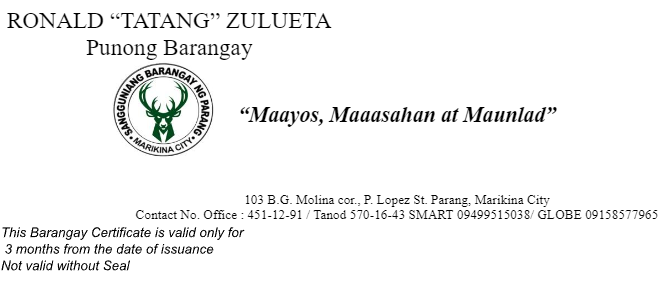 RONALD “TATANG” ZULUETA
Punong Barangay
SANGGUNIANG BARANGAY NG PARANG
• MARIKINA CITY •
“Maayos, Maaasahan at Maunlad”
103 B.G. Molina cor., P. Lopez St. Parang, Marikina City
Contact No. Office : 451-12-91 / Tanod 570-16-43 SMART 09499515038/ GLOBE 09158577965
This Barangay Certificate is valid only for
3 months from the date of issuance
Not valid without Seal